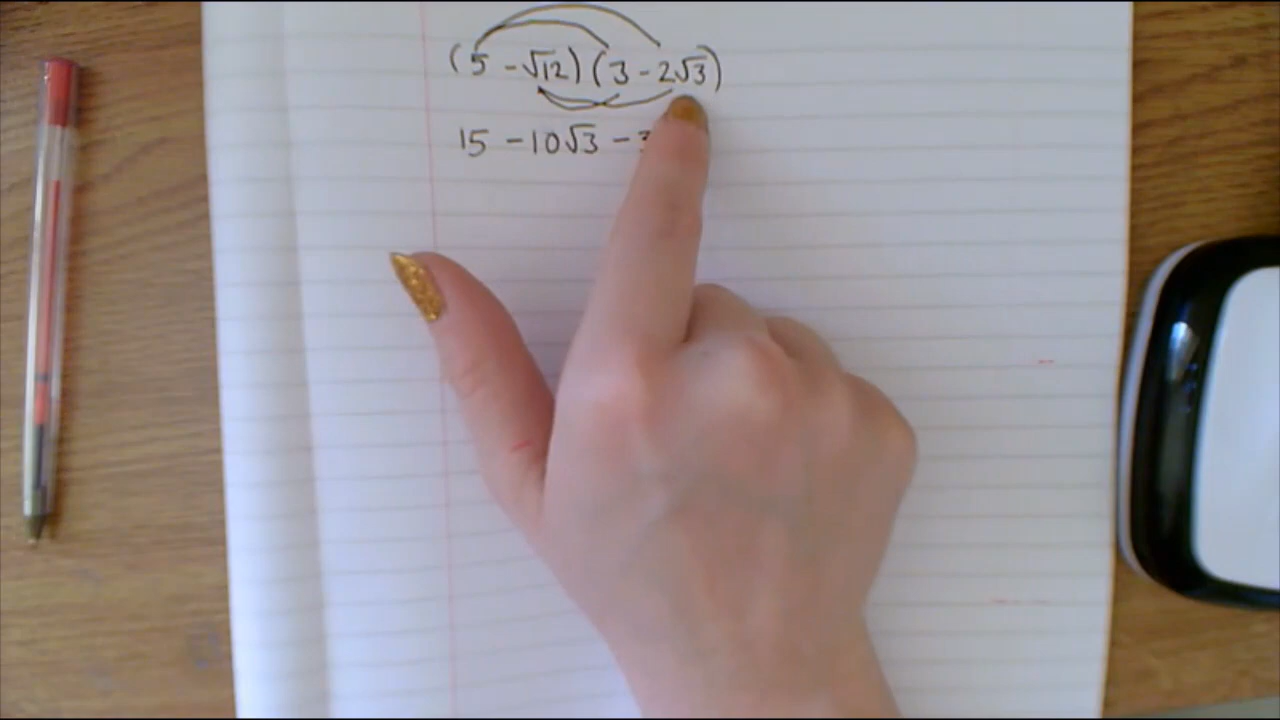 (5 - √12)(3 - 2√3)
15 - 10√3 -